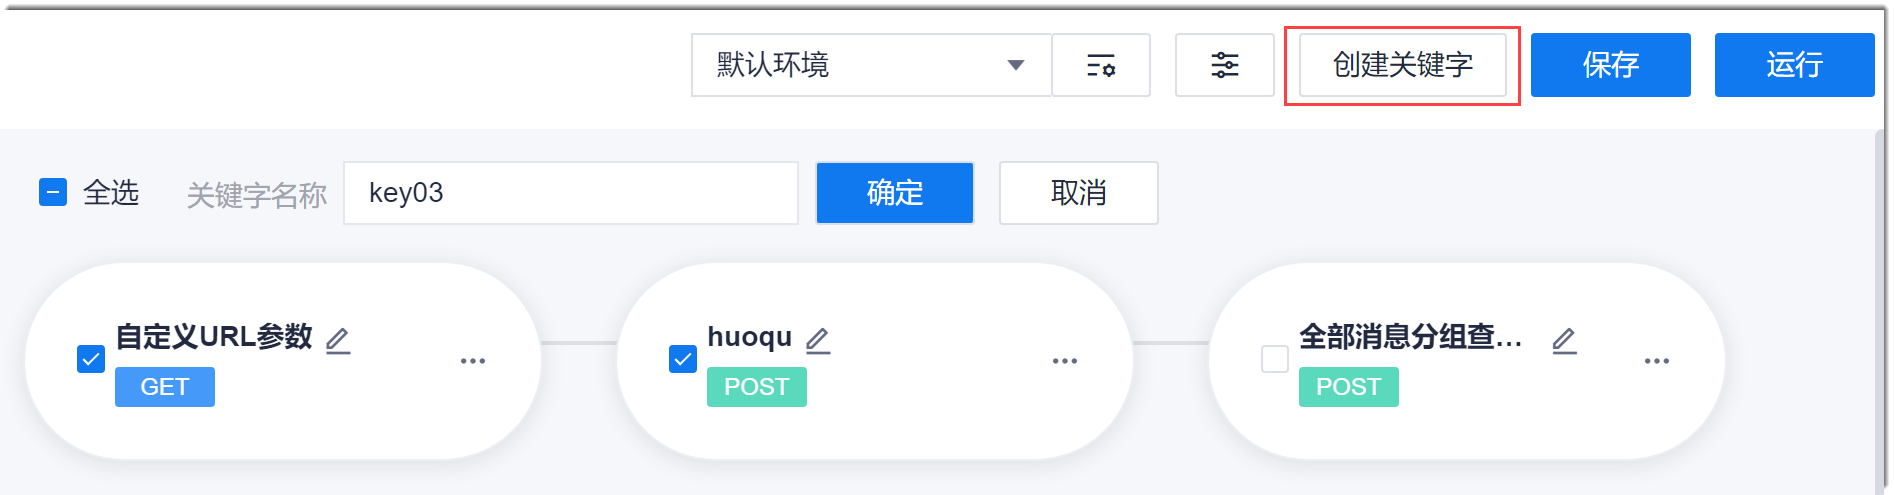 默认环境
创建关键字
保存
运行
全选
关键字名称
key03
确定
取消
自定义URL参数
GET
huoqu
POST
全部消息分组查...
POST